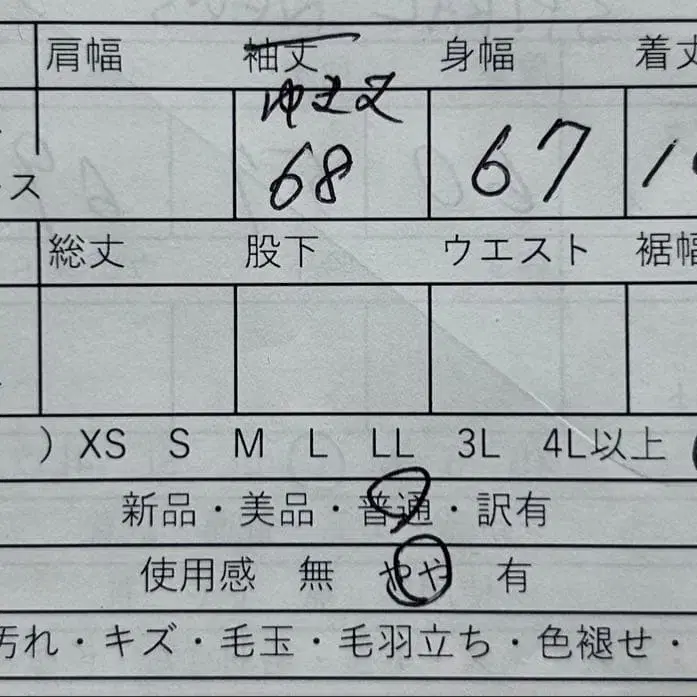 肩幅 袖丈 身幅 着丈
ゆき丈
ス 68 67 1
総丈 股下 ウエスト 裾幅
）XS S M L LL 3L 4L以上
新品・美品・普通・訳有
使用感 無 やや 有
汚れ・キズ・毛玉・毛羽立ち・色褪せ・